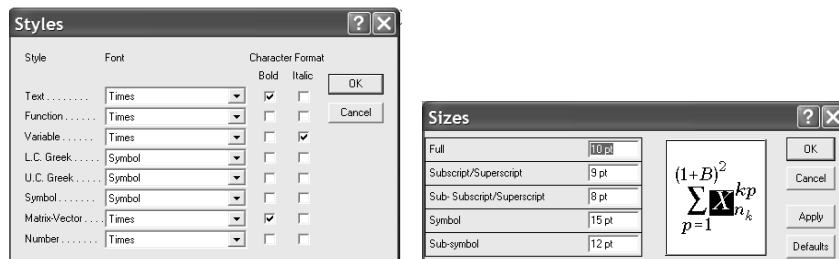 Styles
Style Font Character Format
Bold Italic
Text . . . . . . . . Times
Function . . . . . . Times
Variable . . . . . . Times
L.C. Greek . . . . . Symbol
U.C. Greek . . . . . Symbol
Symbol . . . . . . . Symbol
Matrix-Vector . . . . Times
Number . . . . . . . Times
OK
Cancel
Sizes
Full 10 pt
Subscript/Superscript 9 pt
Sub- Subscript/Superscript 8 pt
Symbol 15 pt
Sub-symbol 12 pt
(1+B)²
∑ X kp nk
p=1
OK
Cancel
Apply
Defaults